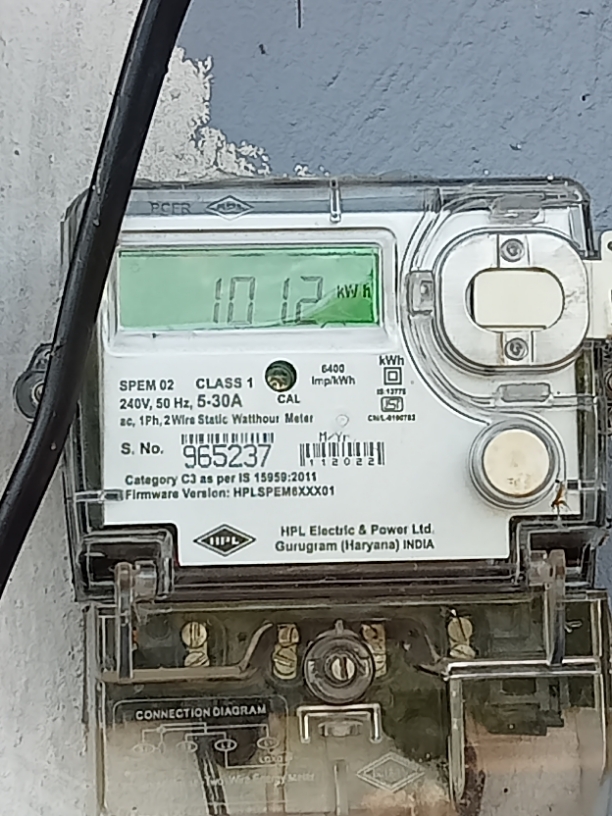 1012 kWh
SPEM 02 CLASS 1
CAL
6400
Imp/kWh
kWh
IS 13779
240V, 50 Hz, 5-30A
ac, 1Ph, 2 Wire Static Watthour Meter
M/Yr
S. No. 965237
112022
Category C3 as per IS 15959:2011
Firmware Version: HPLSPEM6XXX01
HPL
HPL Electric & Power Ltd.
Gurugram (Haryana) INDIA
CONNECTION DIAGRAM